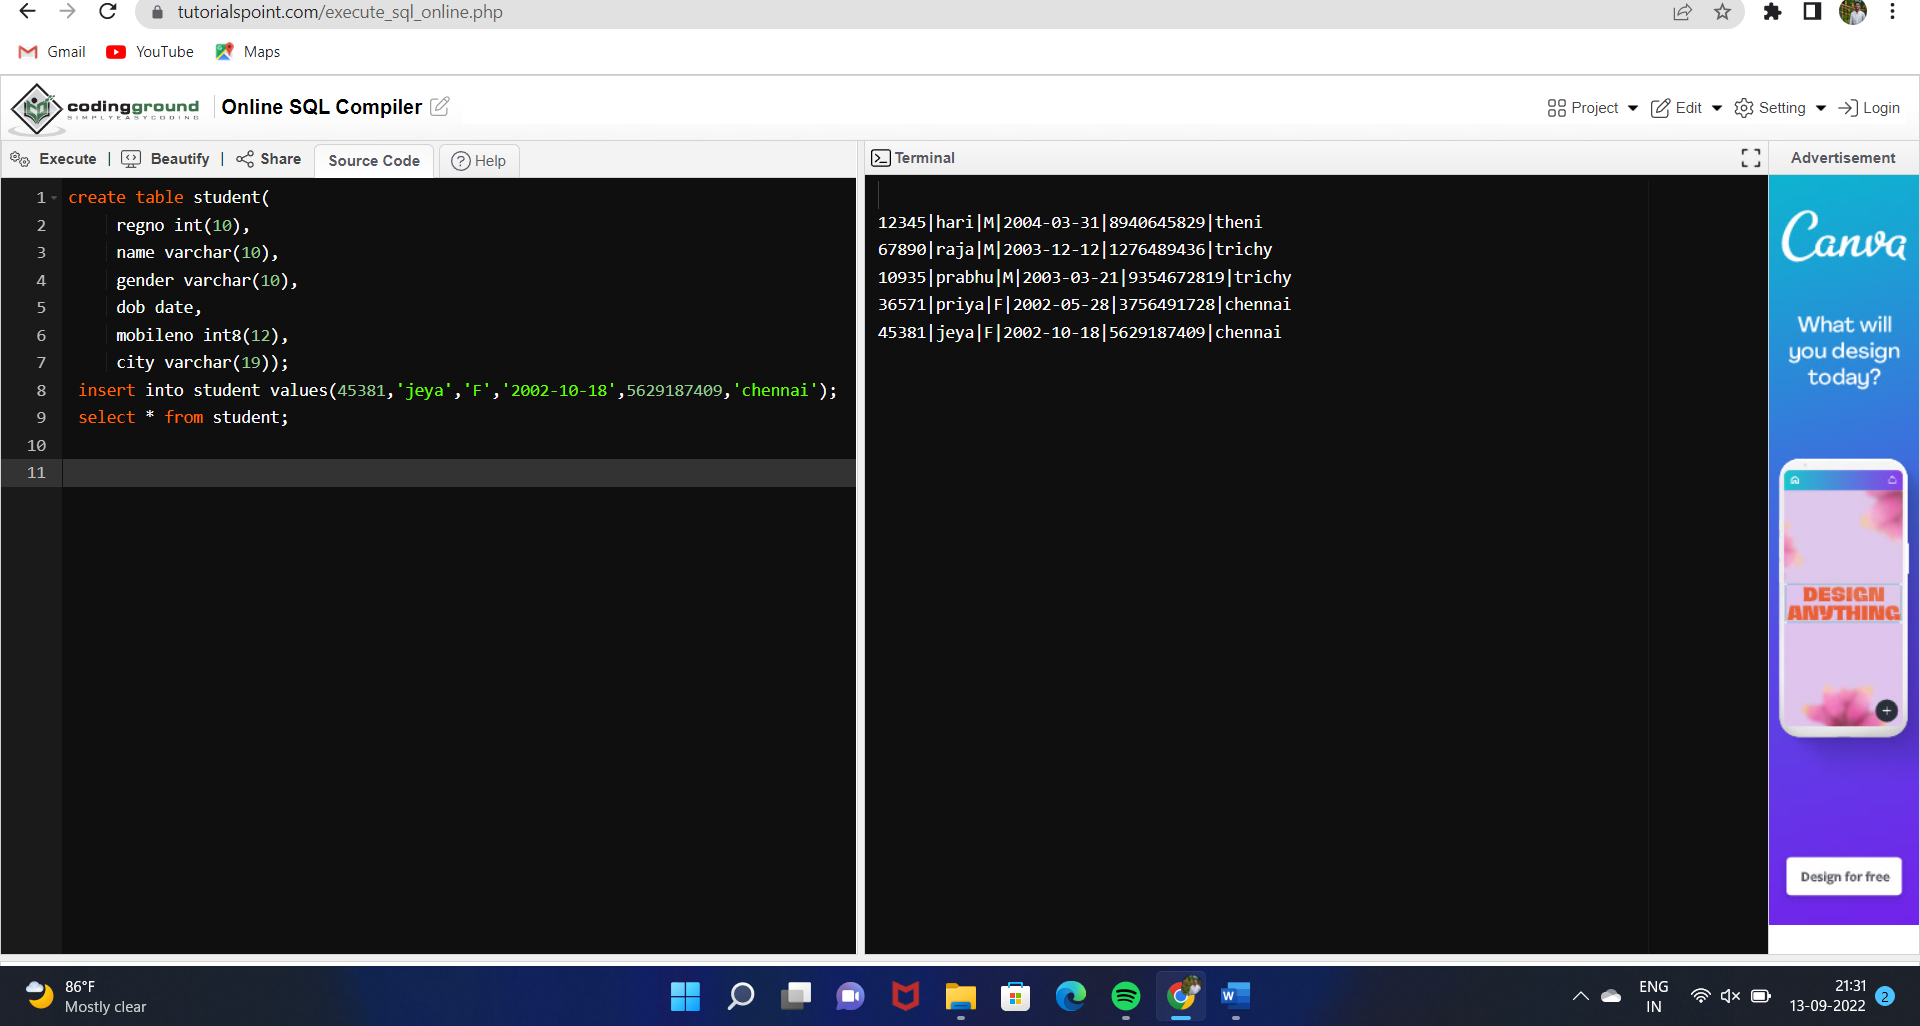 tutorialspoint.com/execute_sql_online.php
Gmail YouTube Maps
codingground
SIMPLYEASYCODING
Online SQL Compiler
Project Edit Setting Login
Execute | Beautify | Share Source Code Help
Terminal
Advertisement
1 create table student(
2 regno int(10),
3 name varchar(10),
4 gender varchar(10),
5 dob date,
6 mobileno int8(12),
7 city varchar(19));
8 insert into student values(45381,'jeya','F','2002-10-18',5629187409,'chennai');
9 select * from student;
10
11
12345|hari|M|2004-03-31|8940645829|theni
67890|raja|M|2003-12-12|1276489436|trichy
10935|prabhu|M|2003-03-21|9354672819|trichy
36571|priya|F|2002-05-28|3756491728|chennai
45381|jeya|F|2002-10-18|5629187409|chennai
Canva
What will
you design
today?
DESIGN
ANYTHING
Design for free
86°F
Mostly clear
W
ENG
IN
21:31
13-09-2022
2